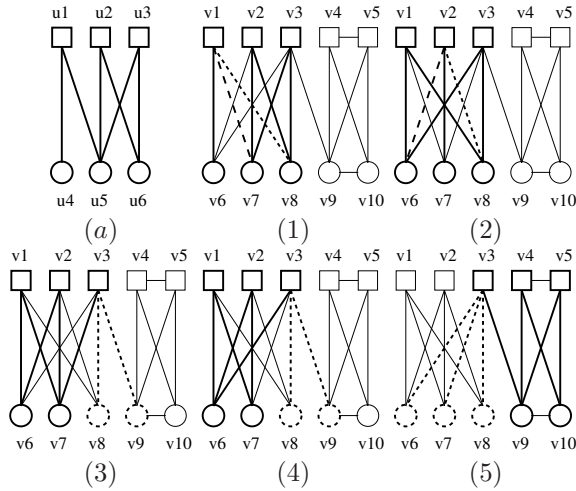 u1 u2 u3 v1 v2 v3 v4 v5 v1 v2 v3 v4 v5
u4 u5 u6 v6 v7 v8 v9 v10 v6 v7 v8 v9 v10
(a) (1) (2)
v1 v2 v3 v4 v5 v1 v2 v3 v4 v5 v1 v2 v3 v4 v5
v6 v7 v8 v9 v10 v6 v7 v8 v9 v10 v6 v7 v8 v9 v10
(3) (4) (5)